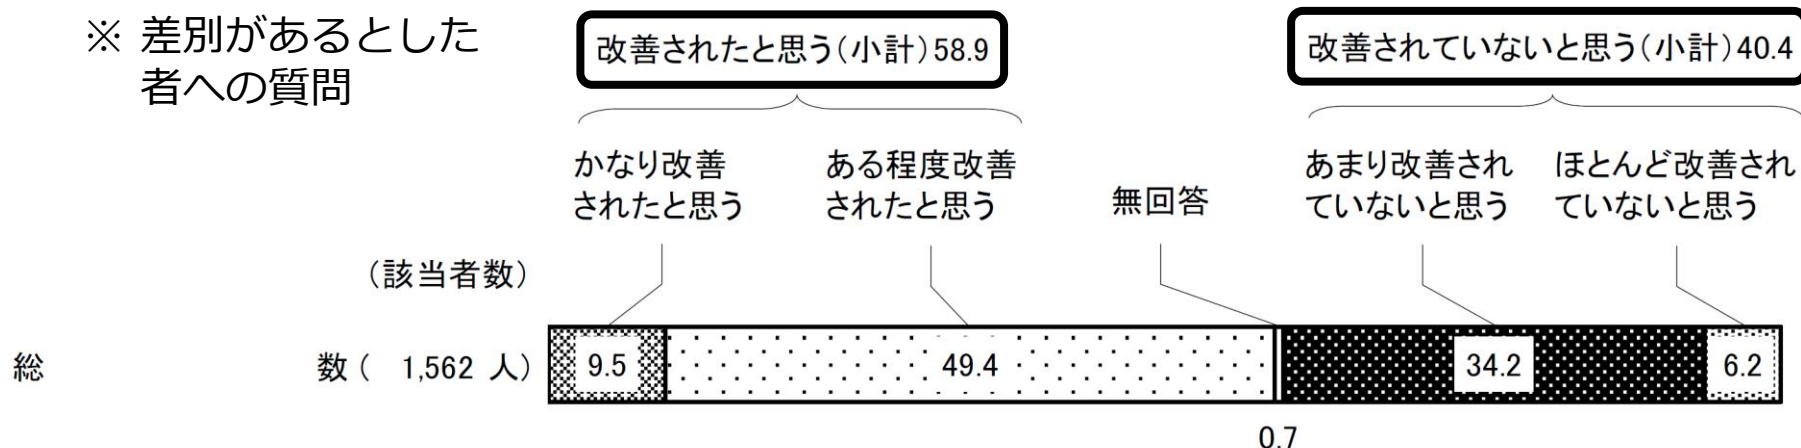 ※ 差別があるとした
者への質問
改善されたと思う(小計)58.9
改善されていないと思う(小計)40.4
かなり改善
されたと思う
ある程度改善
されたと思う
無回答
あまり改善され
ていないと思う
ほとんど改善され
ていないと思う
(該当者数)
総 数 ( 1,562 人)
9.5
49.4
34.2
6.2
0.7